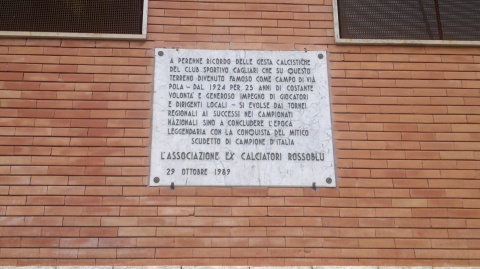 A PERENNE RICORDO DELLE GESTA CALCISTICHE
DEL CLUB SPORTIVO CAGLIARI CHE SU QUESTO
TERRENO DIVENUTO FAMOSO COME CAMPO DI VIA
POLA - DAL 1924 PER 25 ANNI DI COSTANTE
VOLONTÀ E GENEROSO IMPEGNO DI GIOCATORI
E DIRIGENTI LOCALI - SI EVOLSE DAI TORNEI
REGIONALI AI SUCCESSI NEI CAMPIONATI
NAZIONALI SINO A CONCLUDERE L'EPOCA
LEGGENDARIA CON LA CONQUISTA DEL MITICO
SCUDETTO DI CAMPIONE D'ITALIA
L'ASSOCIAZIONE EX CALCIATORI ROSSOBLÙ
29 OTTOBRE 1989